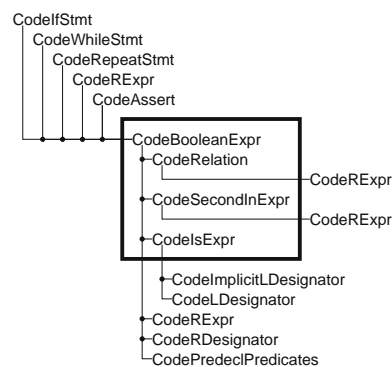 CodeIfStmt
CodeWhileStmt
CodeRepeatStmt
CodeRExpr
CodeAssert
CodeBooleanExpr
CodeRelation
CodeRExpr
CodeSecondInExpr
CodeRExpr
CodeIsExpr
CodeImplicitLDesignator
CodeLDesignator
CodeRExpr
CodeRDesignator
CodePredeclPredicates